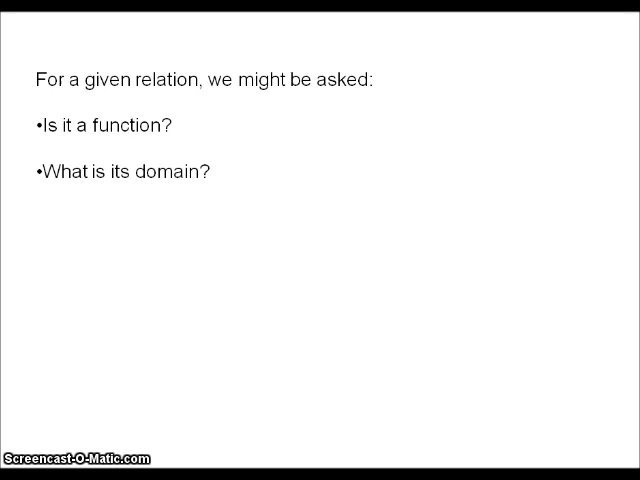 For a given relation, we might be asked:
•Is it a function?
•What is its domain?
Screencast-O-Matic.com